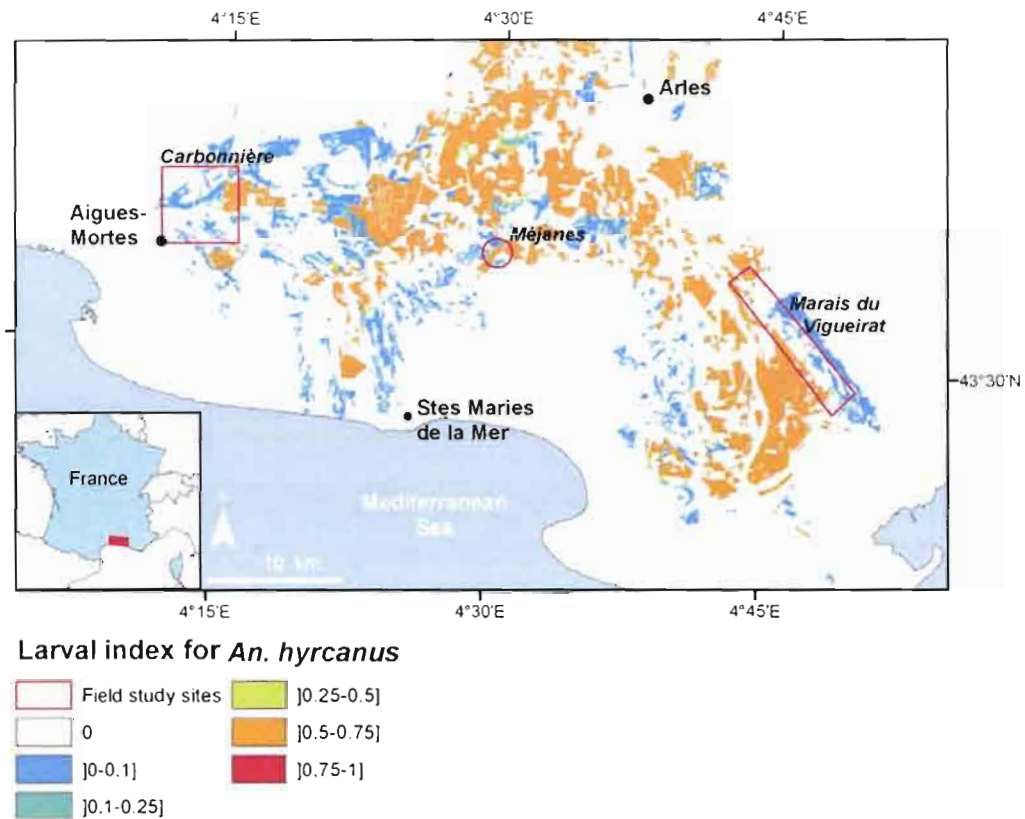 4°15'E
4°30'E
4°45'E
Arles
Carbonnière
Aigues-
Mortes
Méjanes
Marais du
Vigueirat
43°30'N
Stes Maries
de la Mer
France
Mediterranean
Sea
10 km
4°15'E
4°30'E
4°45'E
Larval index for An. hyrcanus
Field study sites
0
]0-0.1]
]0.1-0.25]
]0.25-0.5]
]0.5-0.75]
]0.75-1]